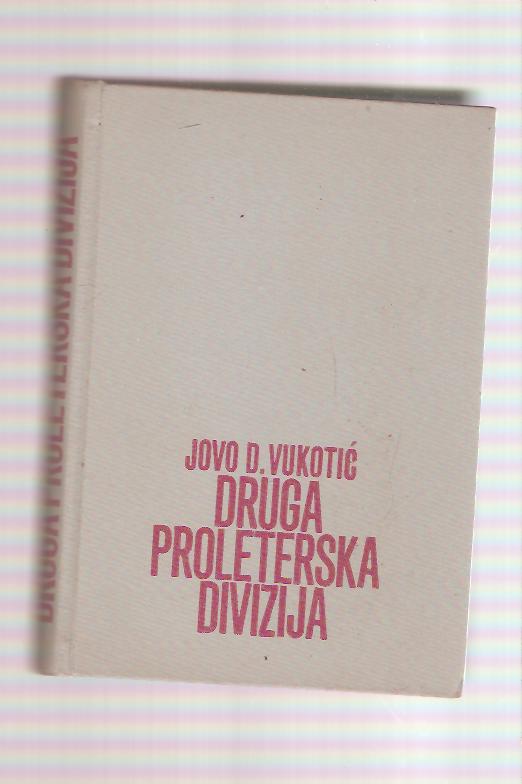 JOVO D. VUKOTIĆ
DRUGA
PROLETERSKA
DIVIZIJA
DRUGA PROLETERSKA DIVIZIJA